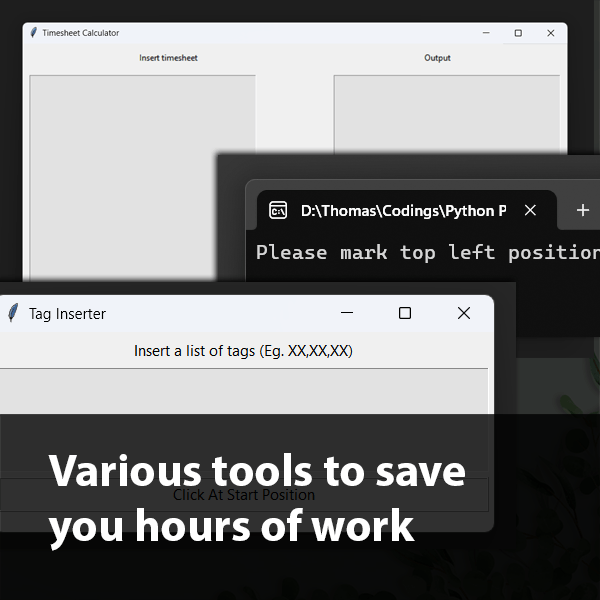 Timesheet Calculator
Insert timesheet
Output
D:\Thomas\Codings\Python P
Please mark top left position
Tag Inserter
Insert a list of tags (Eg. XX,XX,XX)
Click At Start Position
Various tools to save
you hours of work